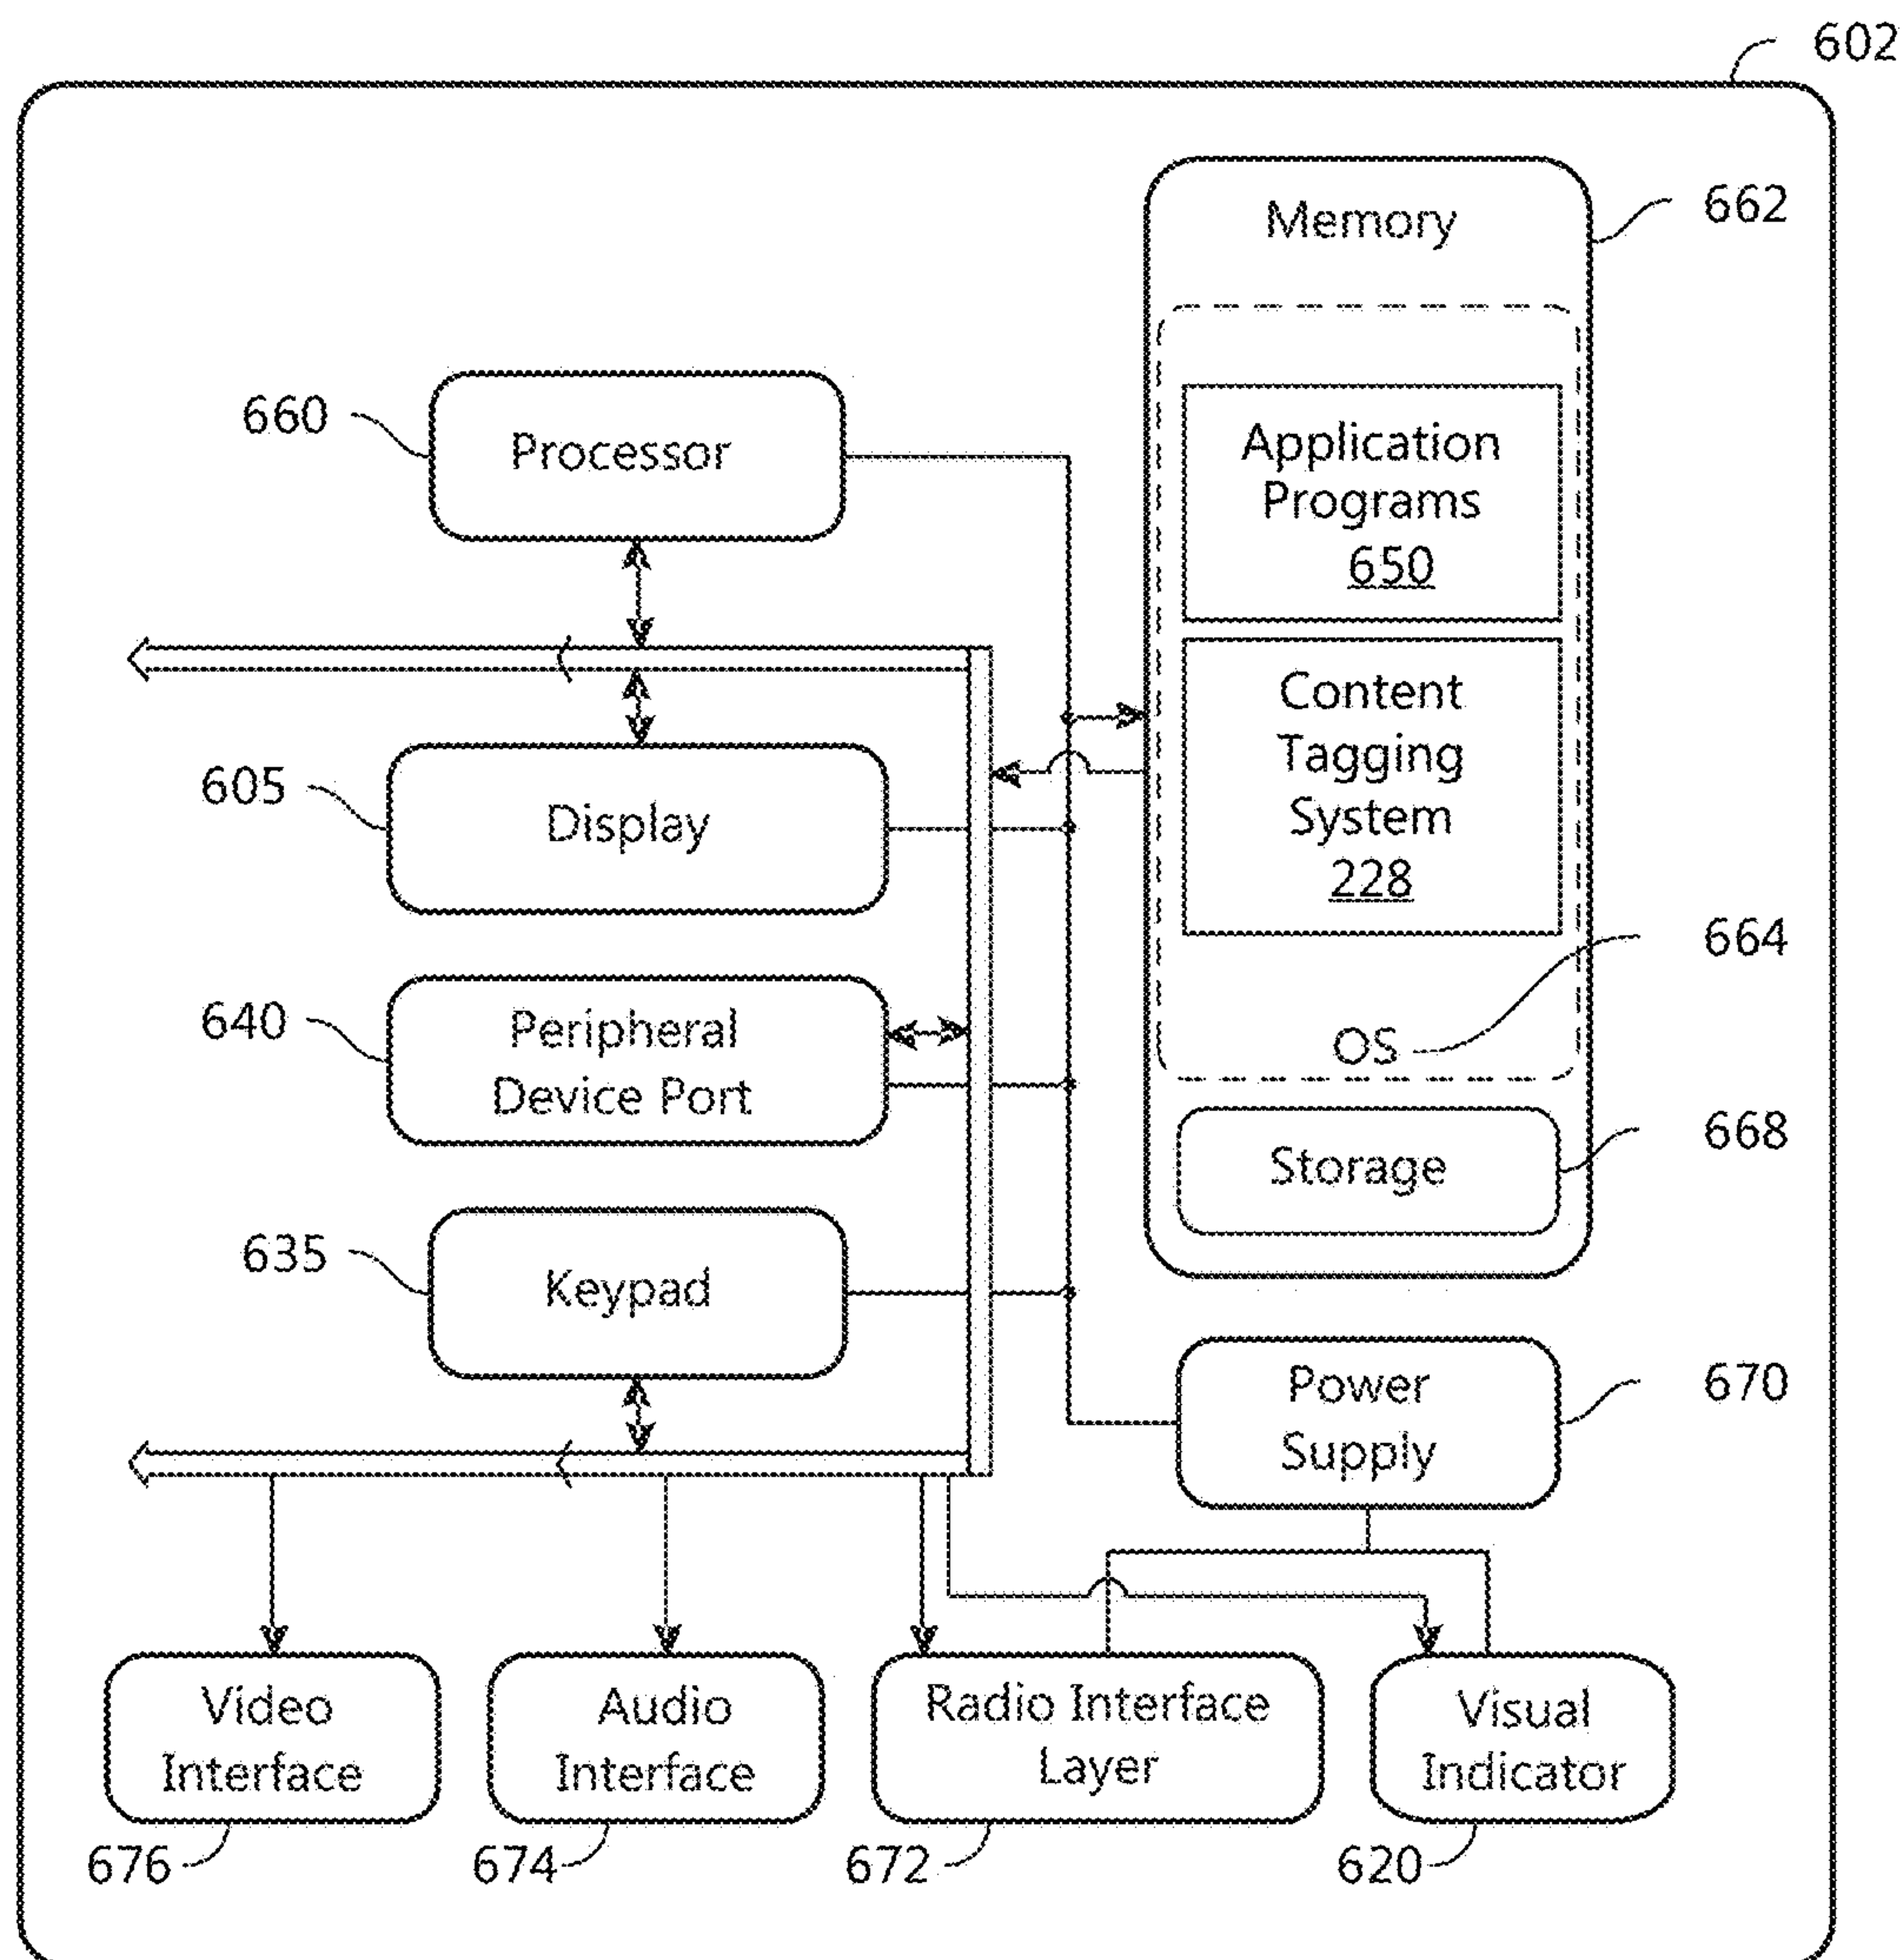 602
Memory
662
660
Processor
Application
Programs
650
Content
Tagging
System
228
605
Display
664
OS
640
Peripheral
Device Port
668
Storage
635
Keypad
Power
Supply
670
Video
Interface
Audio
Interface
Radio Interface
Layer
Visual
Indicator
676
674
672
620